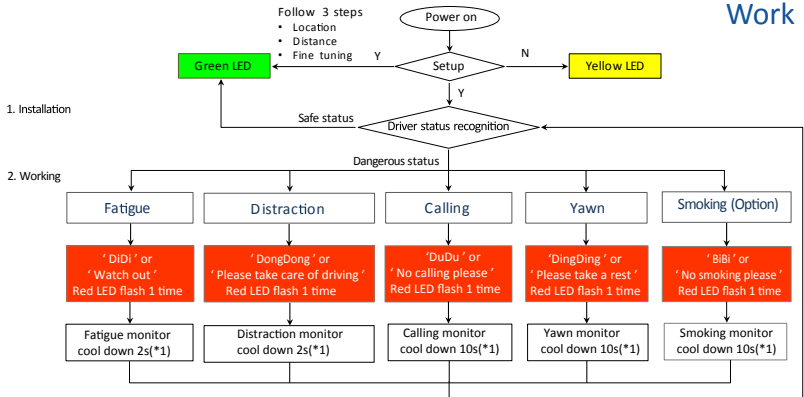 Work
Follow 3 steps
• Location
• Distance
• Fine tuning
Power on
Y
Setup
N
Green LED
Yellow LED
Y
1. Installation
Safe status
Driver status recognition
Dangerous status
2. Working
Fatigue
Distraction
Calling
Yawn
Smoking (Option)
‘ DiDi ’ or
‘ Watch out ’
Red LED flash 1 time
‘ DongDong ’ or
‘ Please take care of driving ’
Red LED flash 1 time
‘DuDu ’ or
‘ No calling please ’
Red LED flash 1 time
‘DingDing ’ or
‘ Please take a rest ’
Red LED flash 1 time
‘ BiBi ’ or
‘ No smoking please ’
Red LED flash 1 time
Fatigue monitor
cool down 2s(*1)
Distraction monitor
cool down 2s(*1)
Calling monitor
cool down 10s(*1)
Yawn monitor
cool down 10s(*1)
Smoking monitor
cool down 10s(*1)